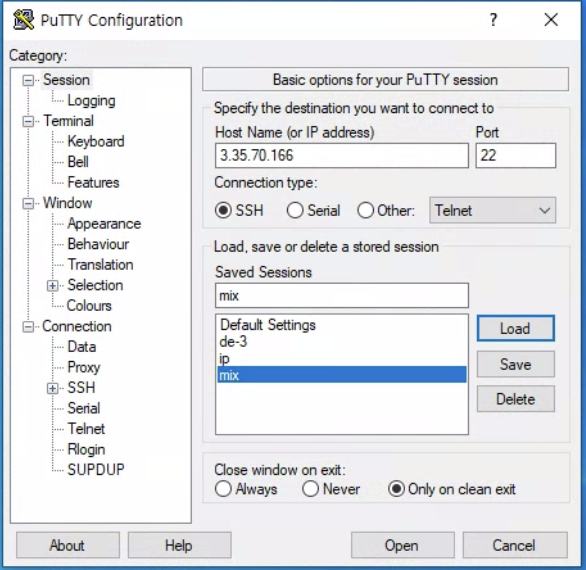 PuTTY Configuration
Category:
Session
Logging
Terminal
Keyboard
Bell
Features
Window
Appearance
Behaviour
Translation
Selection
Colours
Connection
Data
Proxy
SSH
Serial
Telnet
Rlogin
SUPDUP
Basic options for your PuTTY session
Specify the destination you want to connect to
Host Name (or IP address) Port
3.35.70.166 22
Connection type:
SSH Serial Other: Telnet
Load, save or delete a stored session
Saved Sessions
mix
Default Settings
de-3
ip
mix
Load
Save
Delete
Close window on exit:
Always Never Only on clean exit
About Help Open Cancel